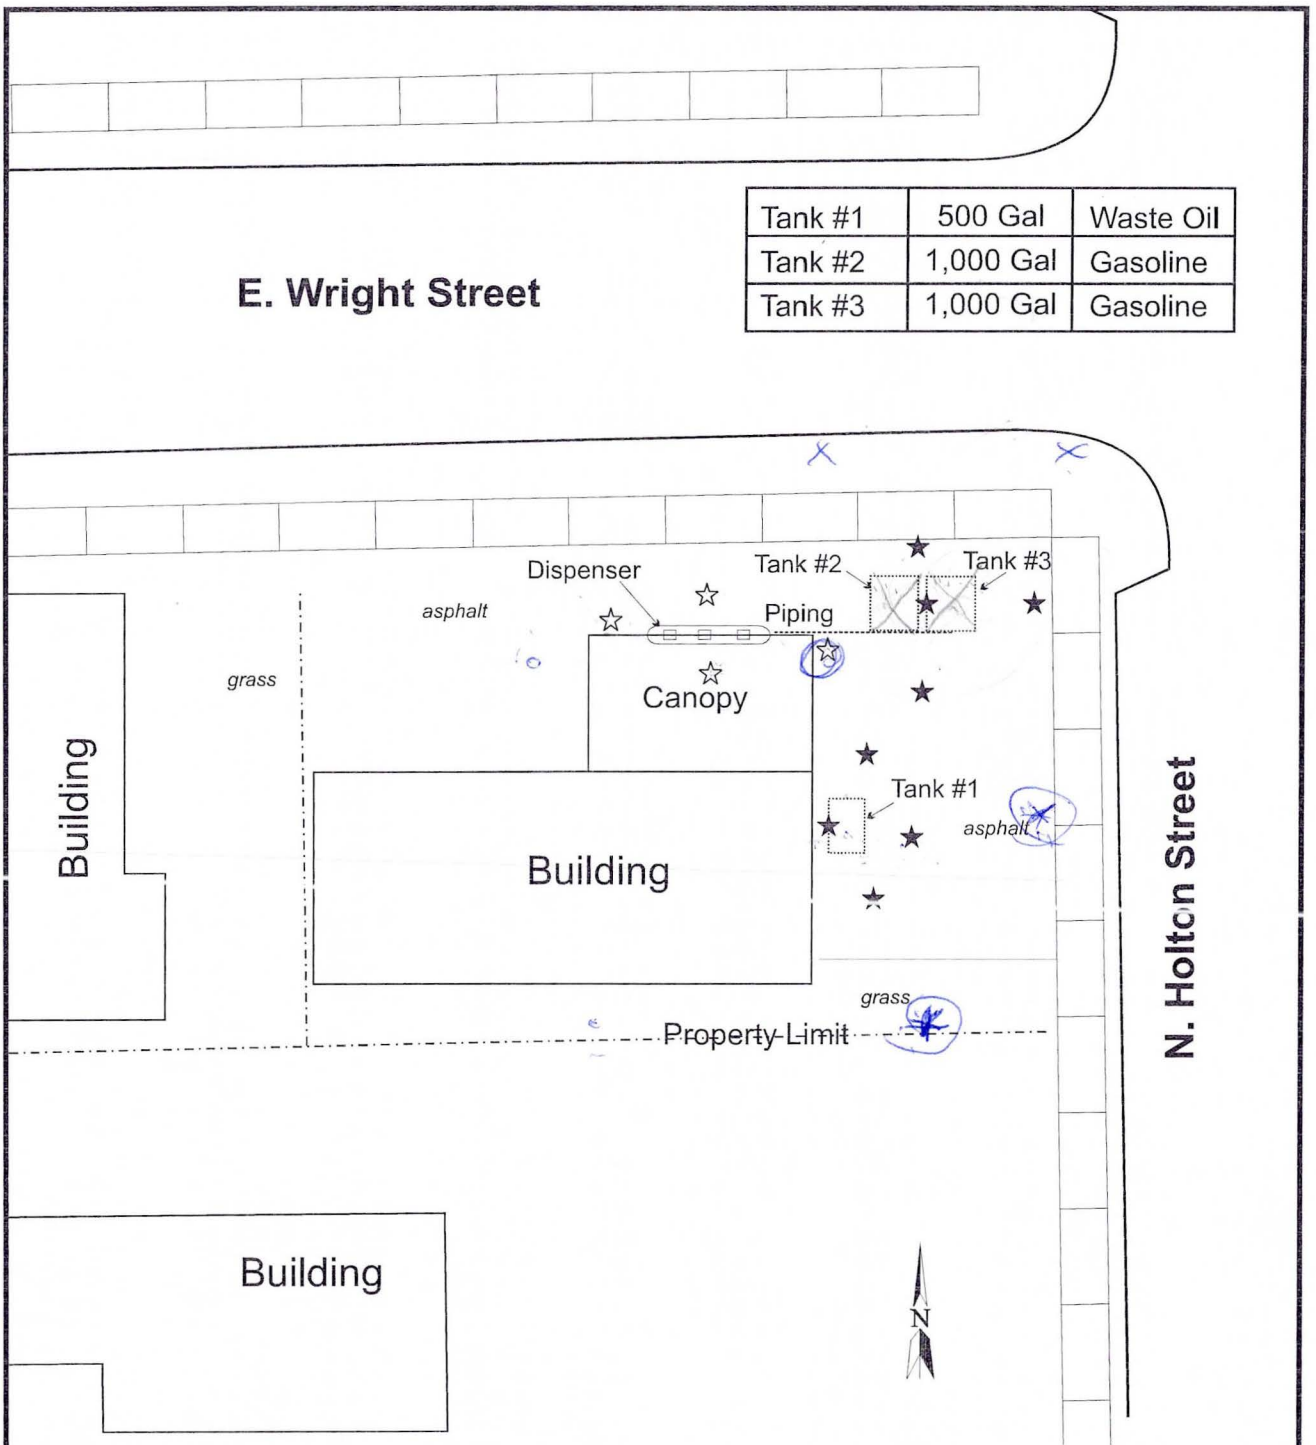 Tank #1 500 Gal Waste Oil
Tank #2 1,000 Gal Gasoline
Tank #3 1,000 Gal Gasoline
E. Wright Street
Tank #2
Tank #3
Dispenser
asphalt
Piping
grass
Canopy
Building
Tank #1
asphalt
N. Holton Street
Building
grass
Property Limit
Building
N